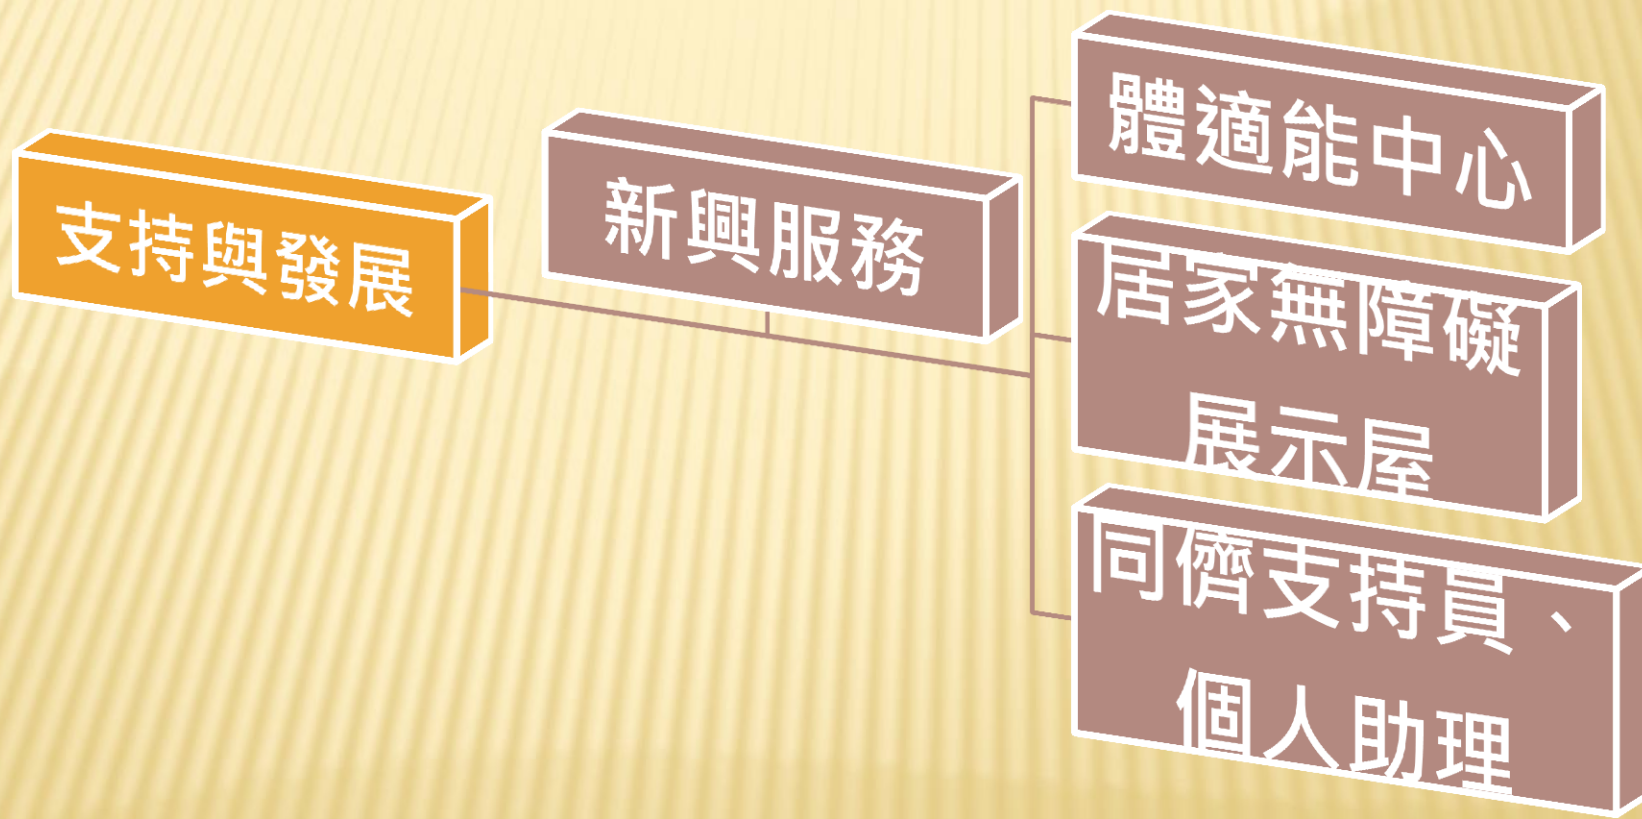 支持與發展
新興服務
體適能中心
居家無障礙
展示屋
同儕支持員、
個人助理